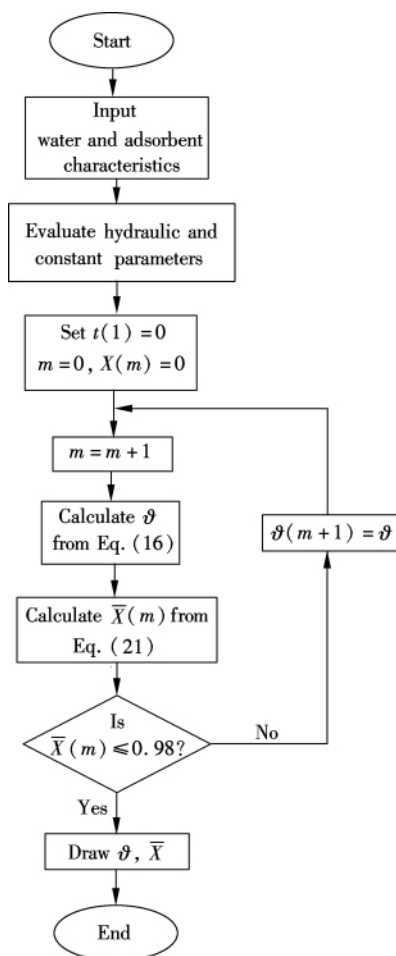 Start
Input
water and adsorbent
characteristics
Evaluate hydraulic and
constant parameters
Set t(1) = 0
m = 0, X(m) = 0
m = m + 1
Calculate ϑ
from Eq. (16)
ϑ(m + 1) = ϑ
Calculate X̅(m) from
Eq. (21)
Is
X̅(m) ≤ 0.98?
No
Yes
Draw ϑ, X̅
End